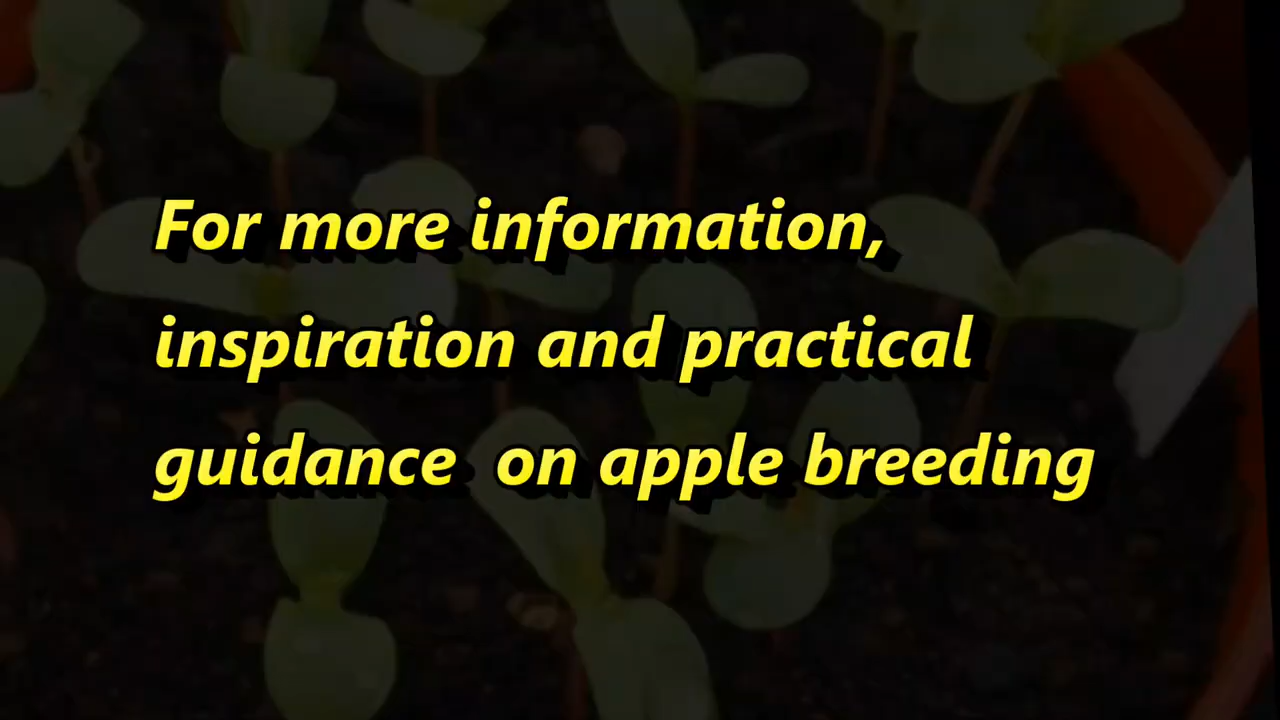 For more information,
inspiration and practical
guidance  on apple breeding